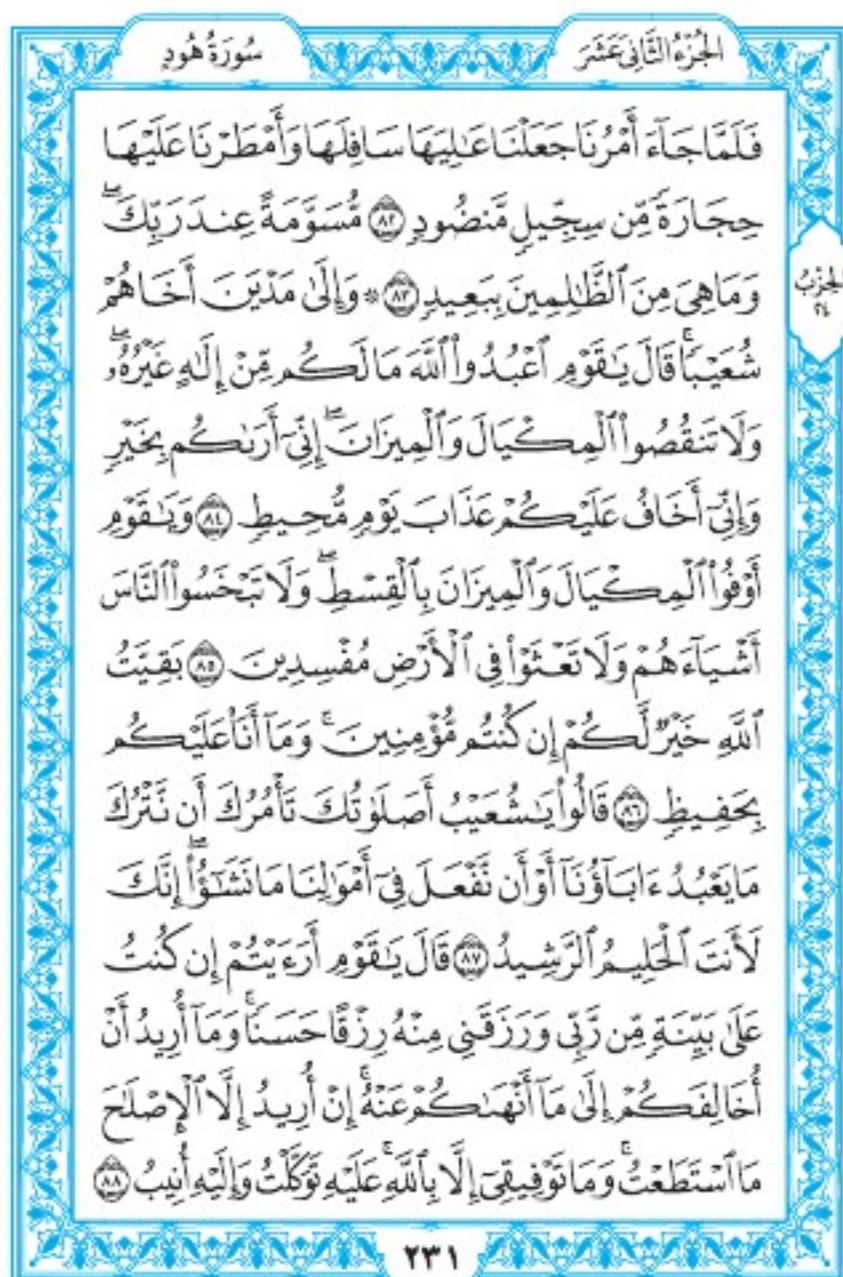 الجُزْءُ الثَّانِي عَشَرَ
سُورَةُ هُودٍ
فَلَمَّا جَآءَ أَمْرُنَا جَعَلْنَا عَٰلِيَهَا سَافِلَهَا وَأَمْطَرْنَا عَلَيْهَا
حِجَارَةً مِّن سِجِّيلٍ مَّنضُودٍ ٨٢ مُّسَوَّمَةً عِندَ رَبِّكَۖ
وَمَا هِيَ مِنَ ٱلظَّٰلِمِينَ بِبَعِيدٍ ٨٣ ۞ وَإِلَىٰ مَدْيَنَ أَخَاهُمْ
الحِزْبُ
٢٤
شُعَيْبًاۚ قَالَ يَٰقَوْمِ ٱعْبُدُوا۟ ٱللَّهَ مَا لَكُم مِّنْ إِلَٰهٍ غَيْرُهُۥۖ
وَلَا تَنقُصُوا۟ ٱلْمِكْيَالَ وَٱلْمِيزَانَۖ إِنِّيٓ أَرَىٰكُم بِخَيْرٍ
وَإِنِّيٓ أَخَافُ عَلَيْكُمْ عَذَابَ يَوْمٍ مُّحِيطٍ ٨٤ وَيَٰقَوْمِ
أَوْفُوا۟ ٱلْمِكْيَالَ وَٱلْمِيزَانَ بِٱلْقِسْطِۖ وَلَا تَبْخَسُوا۟ ٱلنَّاسَ
أَشْيَآءَهُمْ وَلَا تَعْثَوْا۟ فِي ٱلْأَرْضِ مُفْسِدِينَ ٨٥ بَقِيَّتُ
ٱللَّهِ خَيْرٌ لَّكُمْ إِن كُنتُم مُّؤْمِنِينَۚ وَمَآ أَنَا۠ عَلَيْكُم
بِحَفِيظٍ ٨٦ قَالُوا۟ يَٰشُعَيْبُ أَصَلَوٰتُكَ تَأْمُرُكَ أَن نَّتْرُكَ
مَا يَعْبُدُ ءَابَآؤُنَآ أَوْ أَن نَّفْعَلَ فِيٓ أَمْوَٰلِنَا مَا نَشَٰٓؤُا۟ۖ إِنَّكَ
لَأَنتَ ٱلْحَلِيمُ ٱلرَّشِيدُ ٨٧ قَالَ يَٰقَوْمِ أَرَءَيْتُمْ إِن كُنتُ
عَلَىٰ بَيِّنَةٍ مِّن رَّبِّي وَرَزَقَنِي مِنْهُ رِزْقًا حَسَنًاۚ وَمَآ أُرِيدُ أَنْ
أُخَالِفَكُمْ إِلَىٰ مَآ أَنْهَىٰكُمْ عَنْهُۚ إِنْ أُرِيدُ إِلَّا ٱلْإِصْلَٰحَ
مَا ٱسْتَطَعْتُۚ وَمَا تَوْفِيقِيٓ إِلَّا بِٱللَّهِۚ عَلَيْهِ تَوَكَّلْتُ وَإِلَيْهِ أُنِيبُ ٨٨
٢٣١